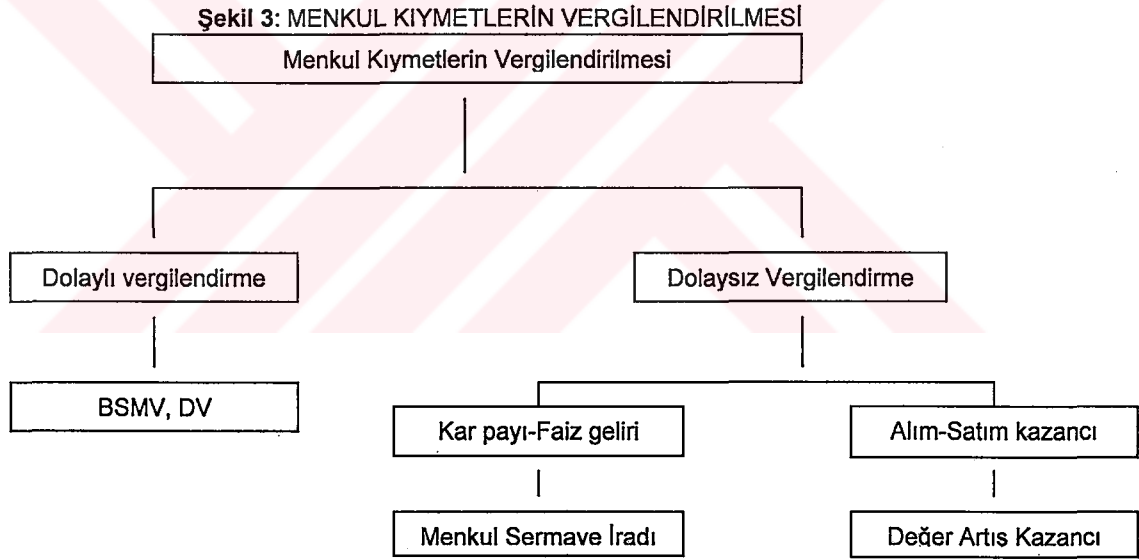 Şekil 3: MENKUL KIYMETLERİN VERGİLENDİRİLMESİ
Menkul Kıymetlerin Vergilendirilmesi
Dolaylı vergilendirme
Dolaysız Vergilendirme
BSMV, DV
Kar payı-Faiz geliri
Alım-Satım kazancı
Menkul Sermaye İradı
Değer Artış Kazancı